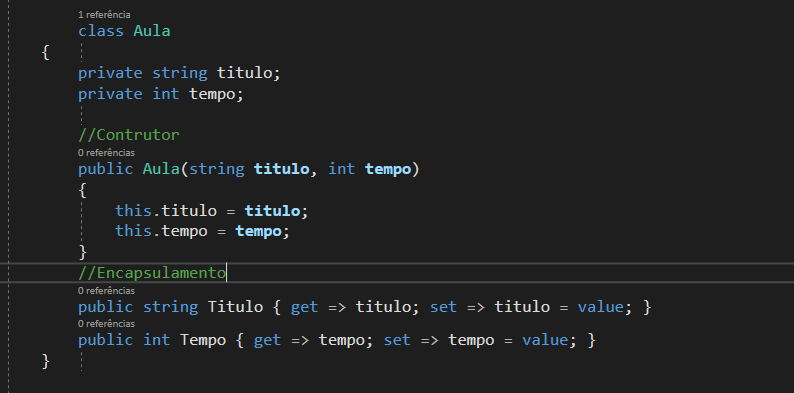 1 referência
class Aula
{
private string titulo;
private int tempo;
//Contrutor
0 referências
public Aula(string titulo, int tempo)
{
this.titulo = titulo;
this.tempo = tempo;
}
//Encapsulamento
0 referências
public string Titulo { get => titulo; set => titulo = value; }
0 referências
public int Tempo { get => tempo; set => tempo = value; }
}